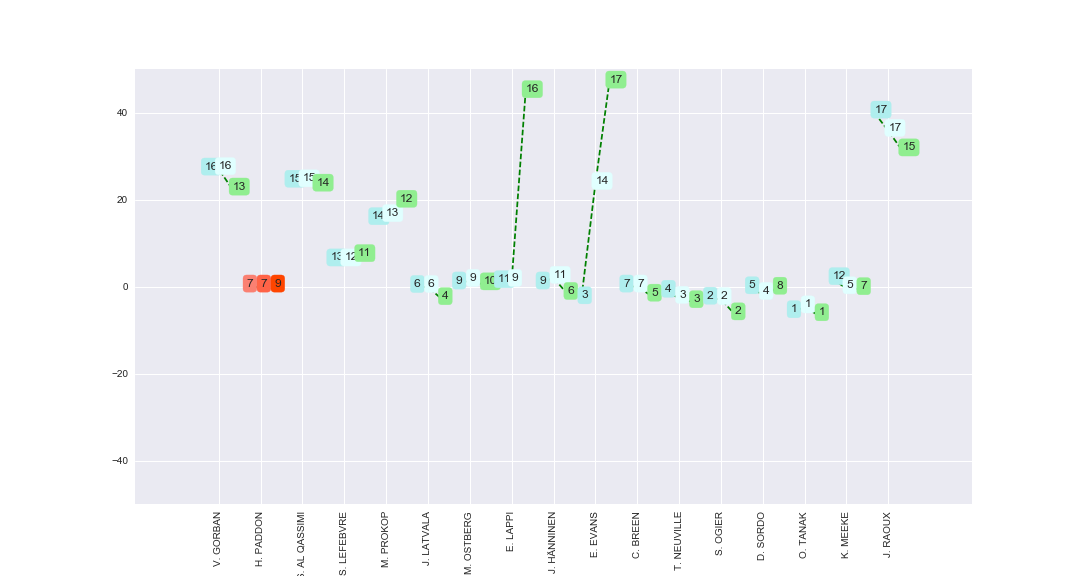 40
20
0
−20
−40
16 16 13
7 7 9
15 15 14
13 12 11
14 13 12
6 6 4
9 9 10
11 9 16
9 11 6
3 14 17
7 7 5
4 3 3
2 2 2
5 4 8
1 1 1
12 5 7
17 17 15
V. GORBAN
H. PADDON
S. AL QASSIMI
S. LEFEBVRE
M. PROKOP
J. LATVALA
M. OSTBERG
E. LAPPI
J. HÄNNINEN
E. EVANS
C. BREEN
T. NEUVILLE
S. OGIER
D. SORDO
O. TANAK
K. MEEKE
J. RAOUX